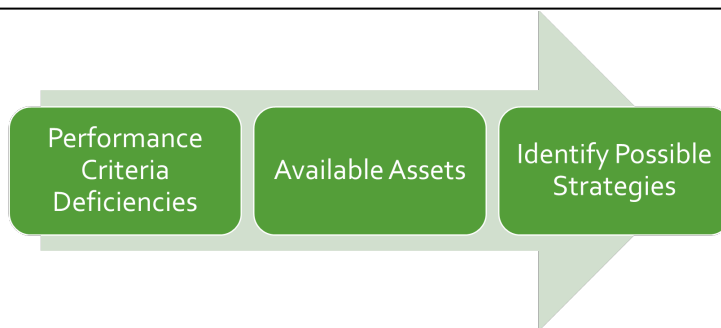 Performance
Criteria
Deficiencies
Available Assets
Identify Possible
Strategies